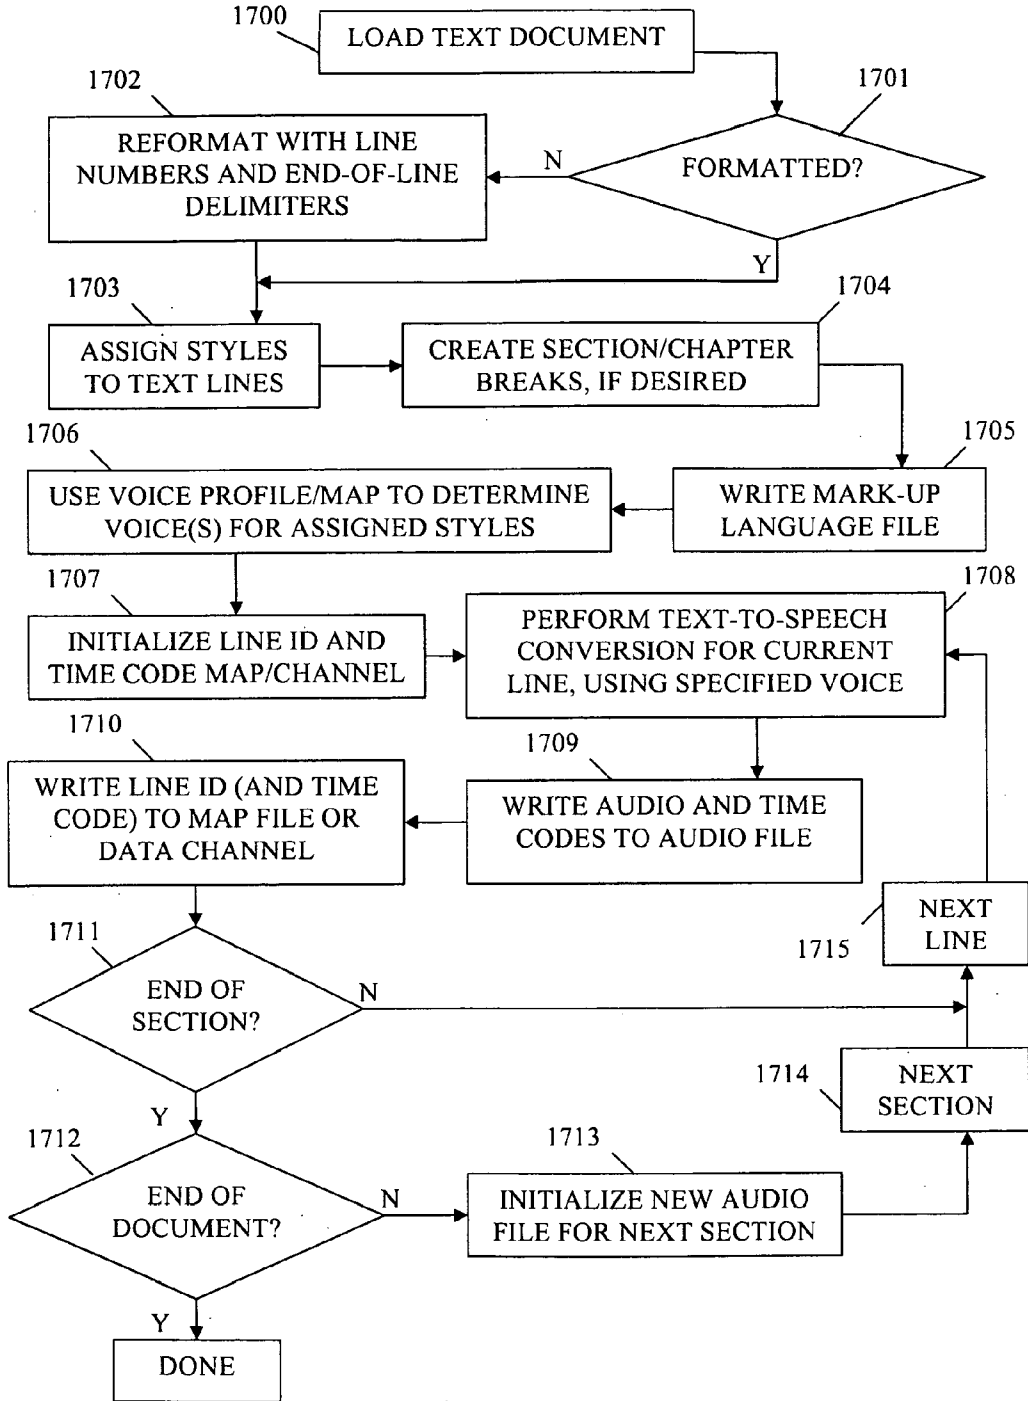 1700
LOAD TEXT DOCUMENT
1701
FORMATTED?
N
Y
1702
REFORMAT WITH LINE
NUMBERS AND END-OF-LINE
DELIMITERS
1703
ASSIGN STYLES
TO TEXT LINES
1704
CREATE SECTION/CHAPTER
BREAKS, IF DESIRED
1705
WRITE MARK-UP
LANGUAGE FILE
1706
USE VOICE PROFILE/MAP TO DETERMINE
VOICE(S) FOR ASSIGNED STYLES
1707
INITIALIZE LINE ID AND
TIME CODE MAP/CHANNEL
1708
PERFORM TEXT-TO-SPEECH
CONVERSION FOR CURRENT
LINE, USING SPECIFIED VOICE
1709
WRITE AUDIO AND TIME
CODES TO AUDIO FILE
1710
WRITE LINE ID (AND TIME
CODE) TO MAP FILE OR
DATA CHANNEL
1711
END OF
SECTION?
N
Y
1712
END OF
DOCUMENT?
N
Y
1713
INITIALIZE NEW AUDIO
FILE FOR NEXT SECTION
1714
NEXT
SECTION
1715
NEXT
LINE
DONE